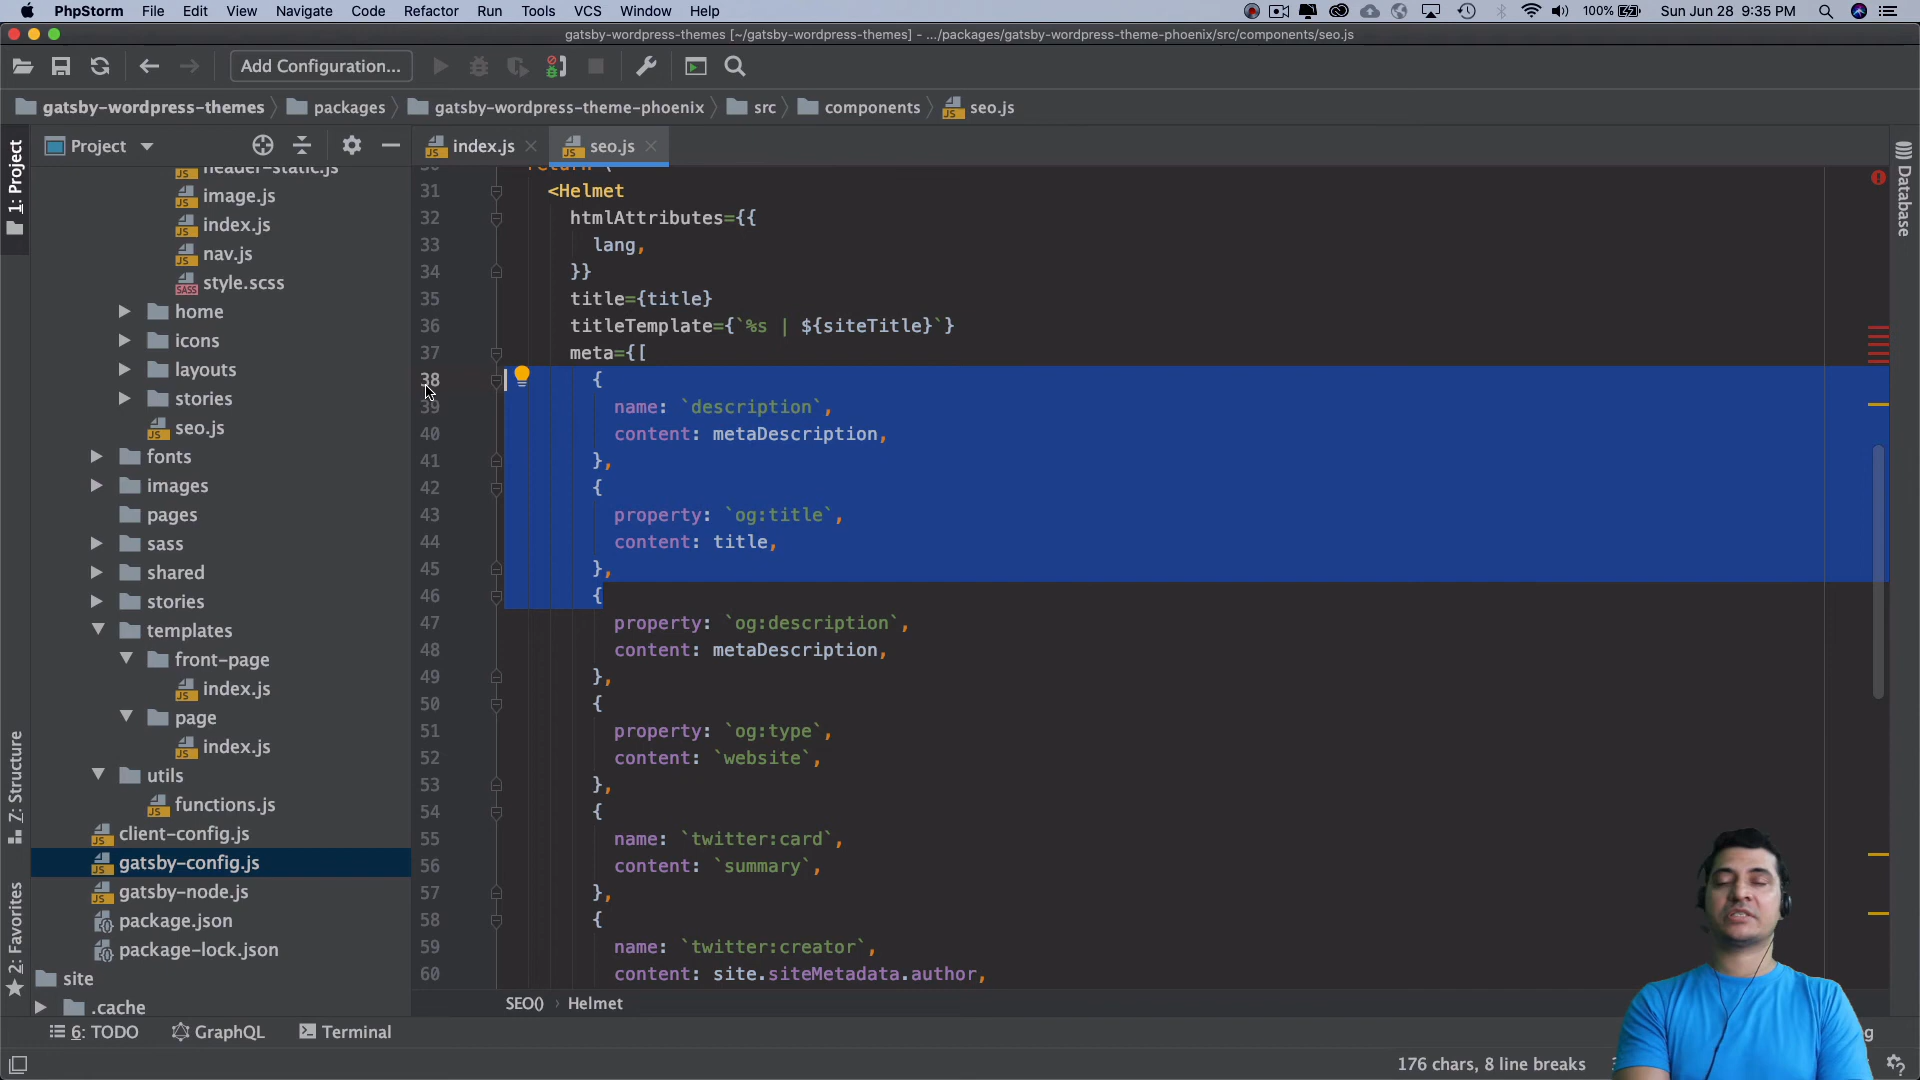 PhpStorm File Edit View Navigate Code Refactor Run Tools VCS Window Help 100% Sun Jun 28 9:35 PM
gatsby-wordpress-themes [~/gatsby-wordpress-themes] - .../packages/gatsby-wordpress-theme-phoenix/src/components/seo.js
Add Configuration...
gatsby-wordpress-themes packages gatsby-wordpress-theme-phoenix src components seo.js
Project index.js seo.js
1: Project
Database
Z: Structure
2: Favorites
header-static.js
image.js
index.js
nav.js
style.scss
home
icons
layouts
stories
seo.js
fonts
images
pages
sass
shared
stories
templates
front-page
index.js
page
index.js
utils
functions.js
client-config.js
gatsby-config.js
gatsby-node.js
package.json
package-lock.json
site
.cache
30 return (
31 <Helmet
32 htmlAttributes={{
33 lang,
34 }}
35 title={title}
36 titleTemplate={`%s | ${siteTitle}`}
37 meta={[
38 {
39 name: `description`,
40 content: metaDescription,
41 },
42 {
43 property: `og:title`,
44 content: title,
45 },
46 {
47 property: `og:description`,
48 content: metaDescription,
49 },
50 {
51 property: `og:type`,
52 content: `website`,
53 },
54 {
55 name: `twitter:card`,
56 content: `summary`,
57 },
58 {
59 name: `twitter:creator`,
60 content: site.siteMetadata.author,
SEO() Helmet
6: TODO GraphQL Terminal
176 chars, 8 line breaks